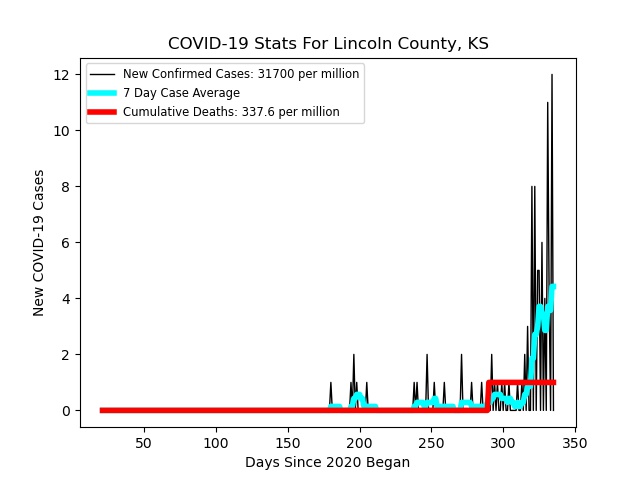 COVID-19 Stats For Lincoln County, KS
New Confirmed Cases: 31700 per million
7 Day Case Average
Cumulative Deaths: 337.6 per million
New COVID-19 Cases
12
10
8
6
4
2
0
50
100
150
200
250
300
350
Days Since 2020 Began